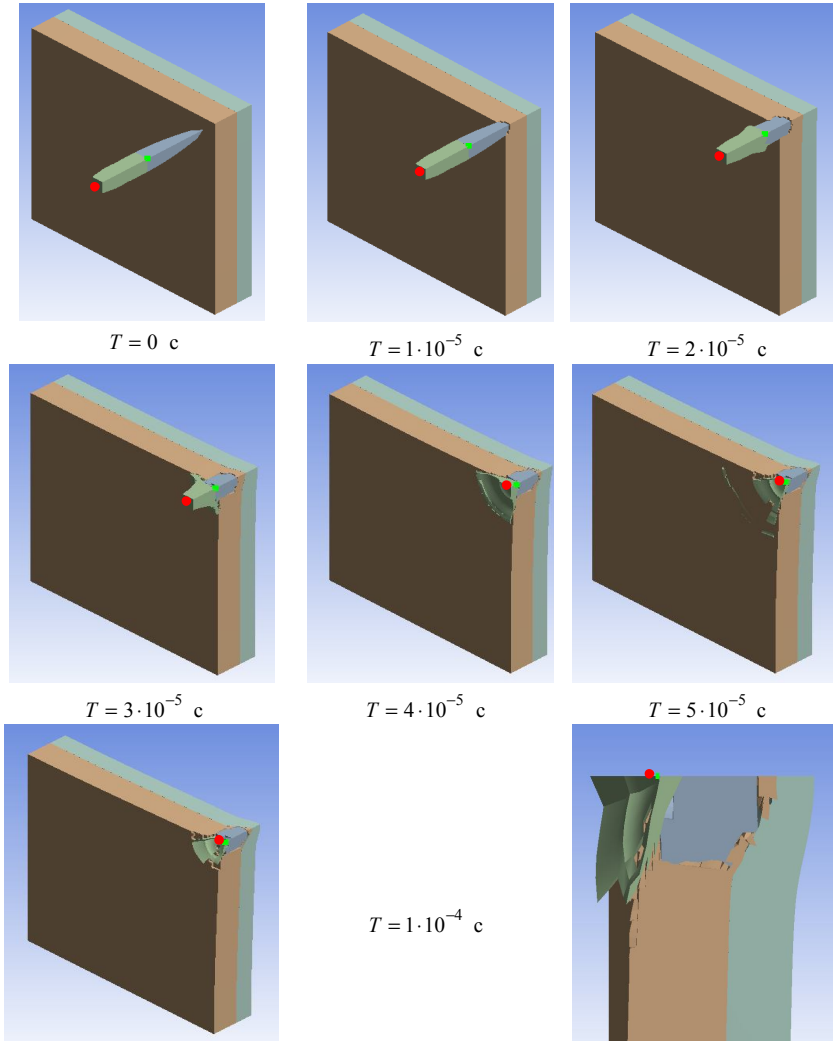 T = 0 с
T = 1·10⁻⁵ с
T = 2·10⁻⁵ с
T = 3·10⁻⁵ с
T = 4·10⁻⁵ с
T = 5·10⁻⁵ с
T = 1·10⁻⁴ с